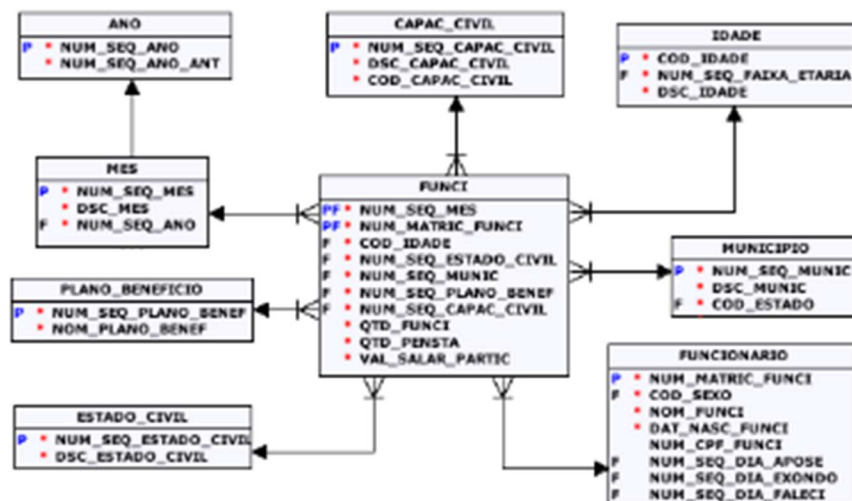 ANO
P * NUM_SEQ_ANO
* NUM_SEQ_ANO_ANT
CAPAC_CIVIL
P * NUM_SEQ_CAPAC_CIVIL
* DSC_CAPAC_CIVIL
* COD_CAPAC_CIVIL
IDADE
P * COD_IDADE
F * NUM_SEQ_FAIXA_ETARIA
* DSC_IDADE
MES
P * NUM_SEQ_MES
* DSC_MES
F * NUM_SEQ_ANO
FUNCI
PF * NUM_SEQ_MES
PF * NUM_MATRIC_FUNCI
F * COD_IDADE
F * NUM_SEQ_ESTADO_CIVIL
F * NUM_SEQ_MUNIC
F * NUM_SEQ_PLANO_BENEF
F * NUM_SEQ_CAPAC_CIVIL
* QTD_FUNCI
* QTD_PENSTA
* VAL_SALAR_PARTIC
MUNICIPIO
P * NUM_SEQ_MUNIC
* DSC_MUNIC
F * COD_ESTADO
PLANO_BENEFICIO
P * NUM_SEQ_PLANO_BENEF
* NOM_PLANO_BENEF
FUNCIONARIO
P * NUM_MATRIC_FUNCI
F * COD_SEXO
* NOM_FUNCI
* DAT_NASC_FUNCI
NUM_CPF_FUNCI
F NUM_SEQ_DIA_APOSE
F NUM_SEQ_DIA_EXONDO
F NUM_SEQ_DIA_FALECI
ESTADO_CIVIL
P * NUM_SEQ_ESTADO_CIVIL
* DSC_ESTADO_CIVIL